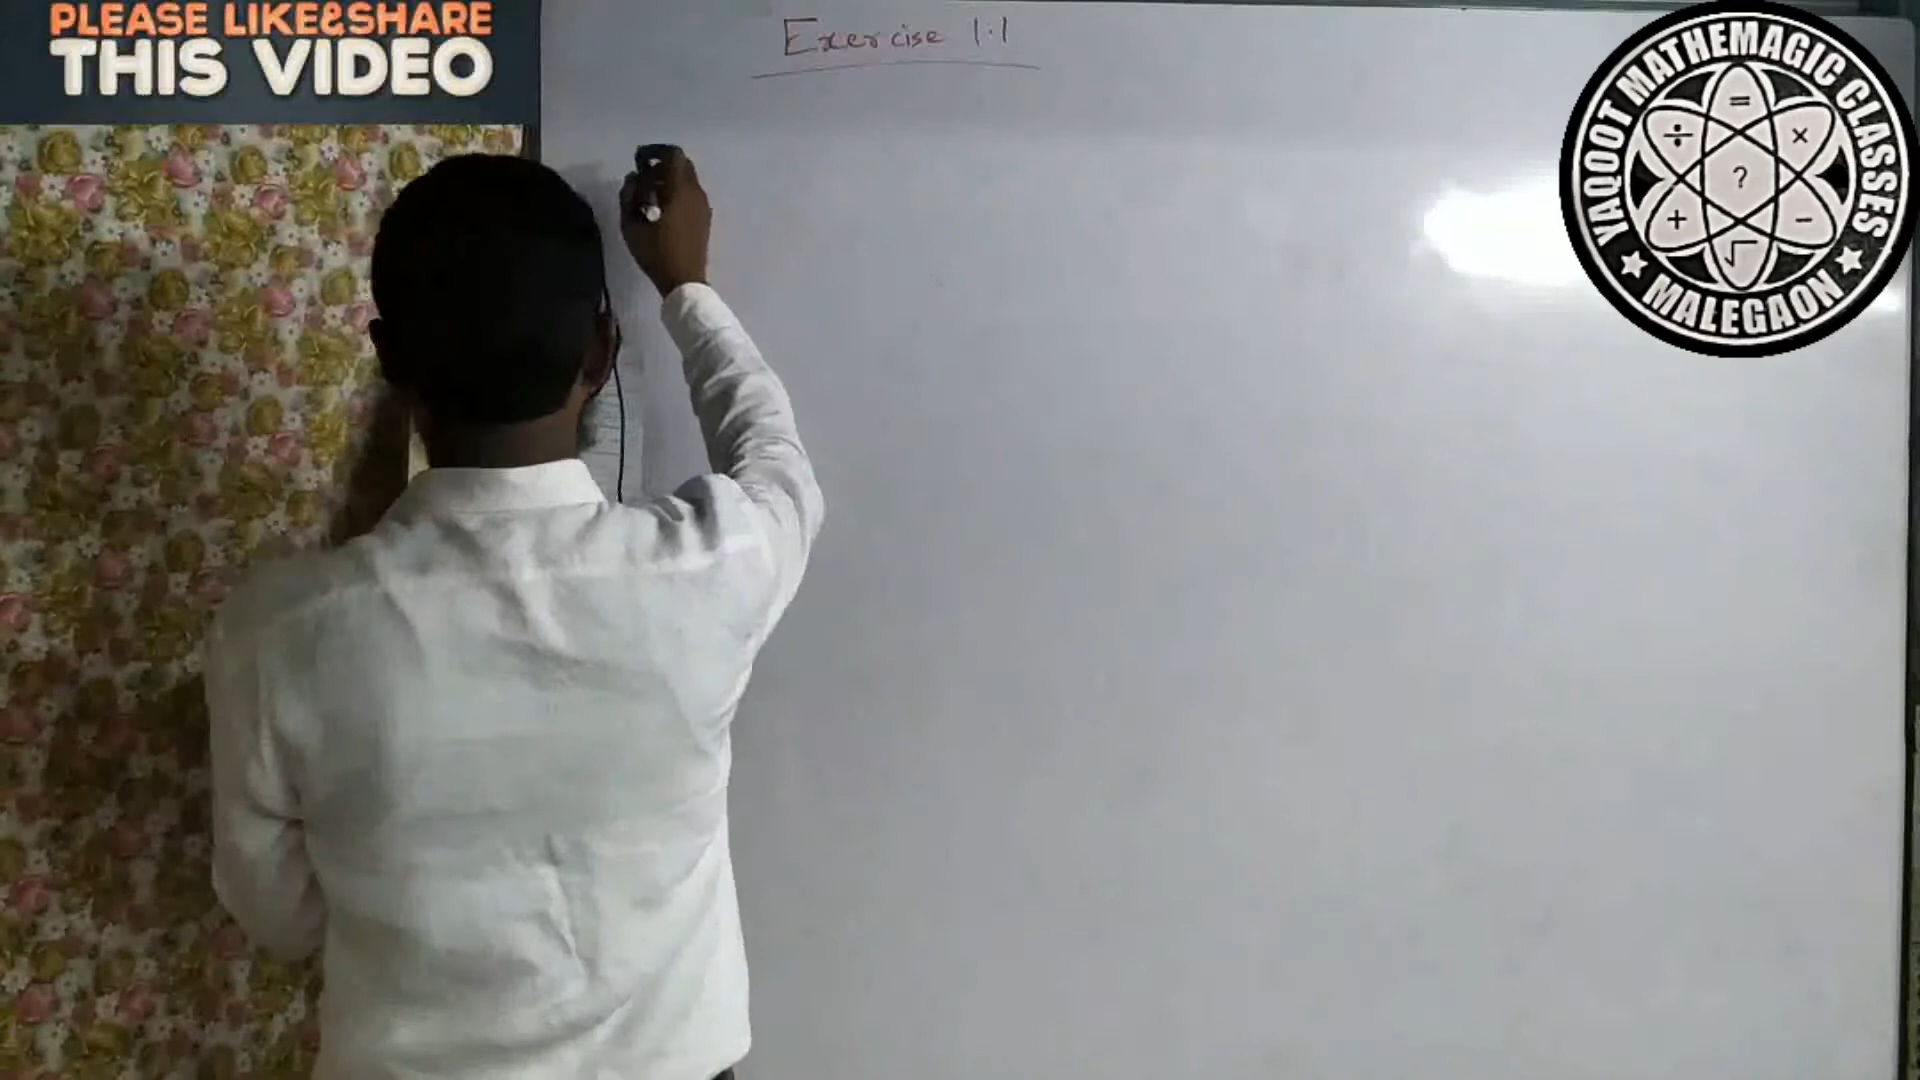 PLEASE LIKE&SHARE
THIS VIDEO
Exercise 1.1
YAQOOT MATHEMAGIC CLASSES
= ÷ × ? + − √
★ MALEGAON ★